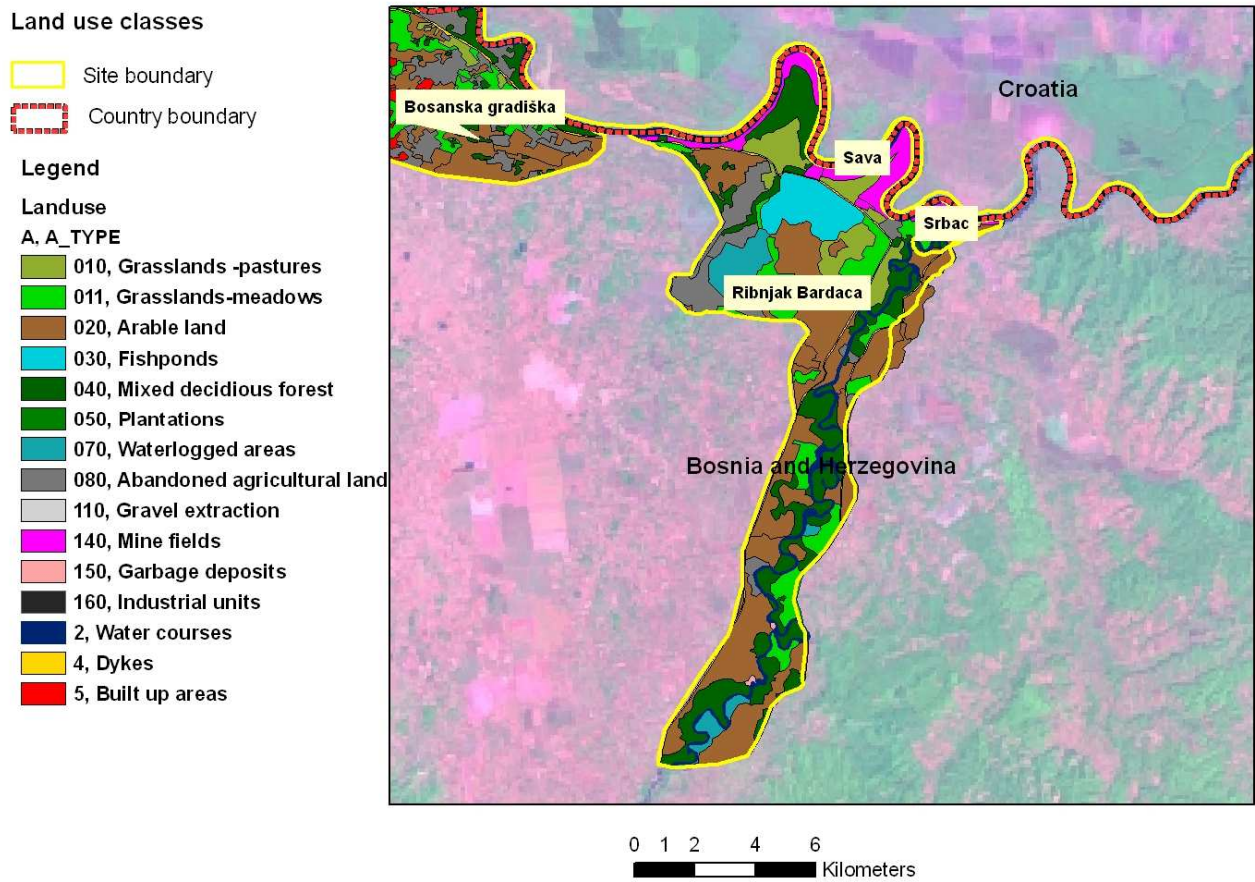 Land use classes
Site boundary
Country boundary
Legend
Landuse
A, A_TYPE
010, Grasslands -pastures
011, Grasslands-meadows
020, Arable land
030, Fishponds
040, Mixed decidious forest
050, Plantations
070, Waterlogged areas
080, Abandoned agricultural land
110, Gravel extraction
140, Mine fields
150, Garbage deposits
160, Industrial units
2, Water courses
4, Dykes
5, Built up areas
Croatia
Bosanska gradiška
Sava
Srbac
Ribnjak Bardaca
Bosnia and Herzegovina
0 1 2 4 6
Kilometers